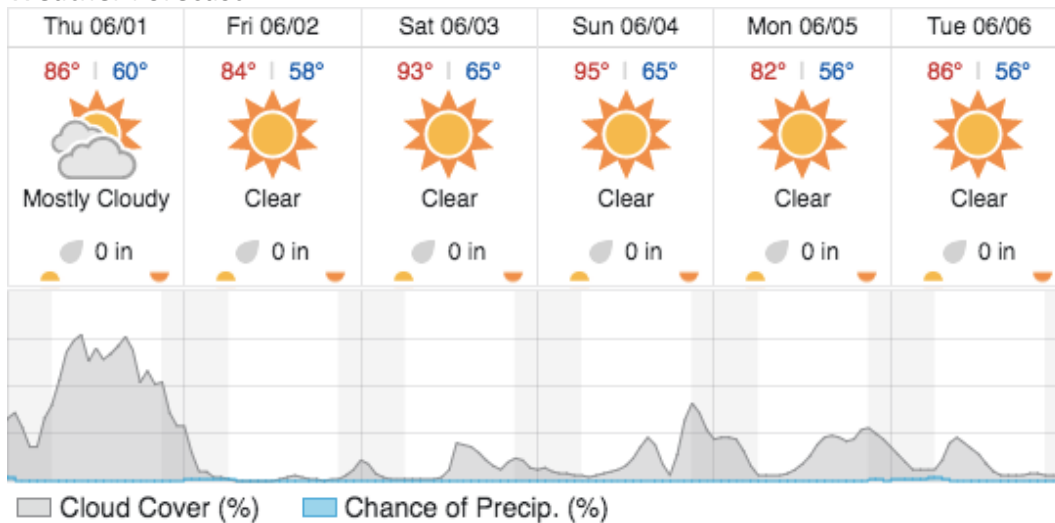 Thu 06/01 Fri 06/02 Sat 06/03 Sun 06/04 Mon 06/05 Tue 06/06
86° | 60° 84° | 58° 93° | 65° 95° | 65° 82° | 56° 86° | 56°
Mostly Cloudy Clear Clear Clear Clear Clear
0 in 0 in 0 in 0 in 0 in 0 in
Cloud Cover (%) Chance of Precip. (%)